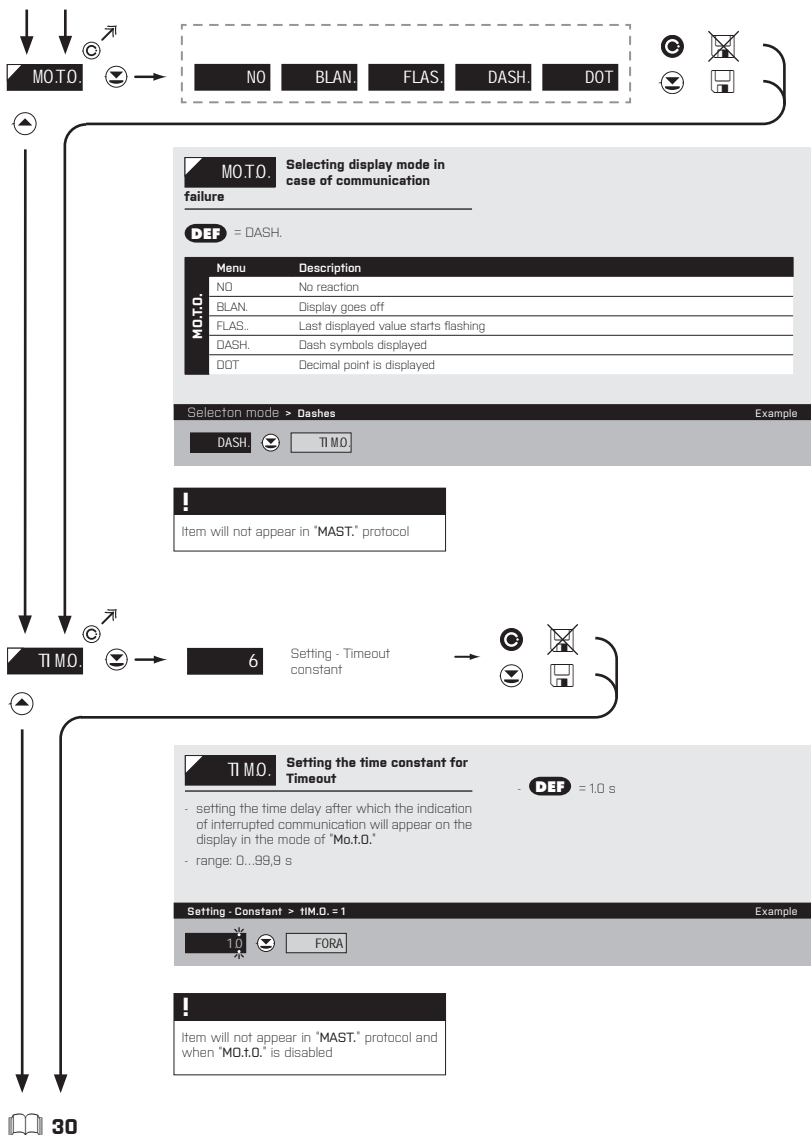 MO.T.O.
NO BLAN. FLAS. DASH. DOT
MO.T.O. Selecting display mode in
case of communication
failure
DEF = DASH.
Menu Description
MO.T.O.
NO No reaction
BLAN. Display goes off
FLAS.. Last displayed value starts flashing
DASH. Dash symbols displayed
DOT Decimal point is displayed
Selecton mode > Dashes Example
DASH. TI M.O.
!
Item will not appear in "MAST." protocol
TI M.O. 6 Setting - Timeout
constant
TI M.O. Setting the time constant for
Timeout
- setting the time delay after which the indication
of interrupted communication will appear on the
display in the mode of "Mo.t.O."
- range: 0...99,9 s
- DEF = 1.0 s
Setting - Constant > tIM.O. = 1 Example
1.0 FORA
!
Item will not appear in "MAST." protocol and
when "MO.t.O." is disabled
30